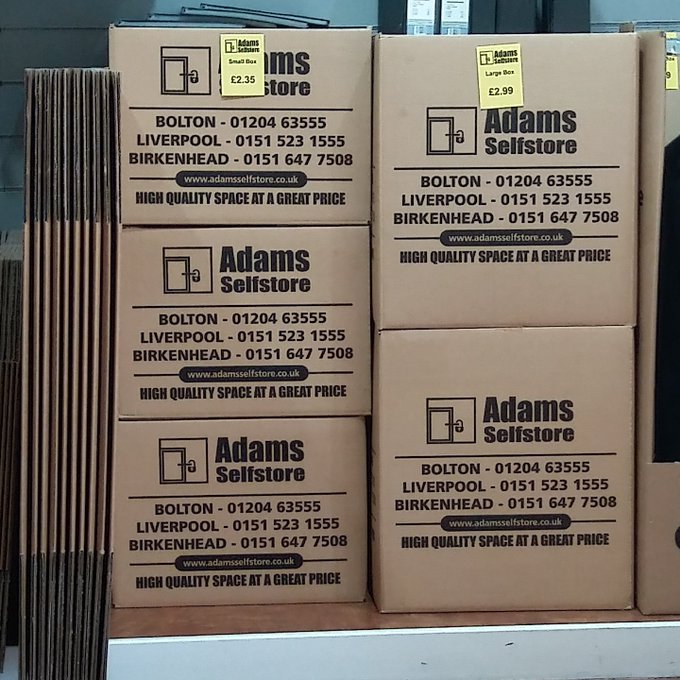 Adams
Selfstore
Small Box
£2.35
ms
store
BOLTON - 01204 63555
LIVERPOOL - 0151 523 1555
BIRKENHEAD - 0151 647 7508
www.adamsselfstore.co.uk
HIGH QUALITY SPACE AT A GREAT PRICE
Adams
Selfstore
BOLTON - 01204 63555
LIVERPOOL - 0151 523 1555
BIRKENHEAD - 0151 647 7508
www.adamsselfstore.co.uk
HIGH QUALITY SPACE AT A GREAT PRICE
Adams
Selfstore
BOLTON - 01204 63555
LIVERPOOL - 0151 523 1555
BIRKENHEAD - 0151 647 7508
www.adamsselfstore.co.uk
HIGH QUALITY SPACE AT A GREAT PRICE
Adams
Selfstore
Large Box
£2.99
Adams
Selfstore
BOLTON - 01204 63555
LIVERPOOL - 0151 523 1555
BIRKENHEAD - 0151 647 7508
www.adamsselfstore.co.uk
HIGH QUALITY SPACE AT A GREAT PRICE
Adams
Selfstore
BOLTON - 01204 63555
LIVERPOOL - 0151 523 1555
BIRKENHEAD - 0151 647 7508
www.adamsselfstore.co.uk
HIGH QUALITY SPACE AT A GREAT PRICE